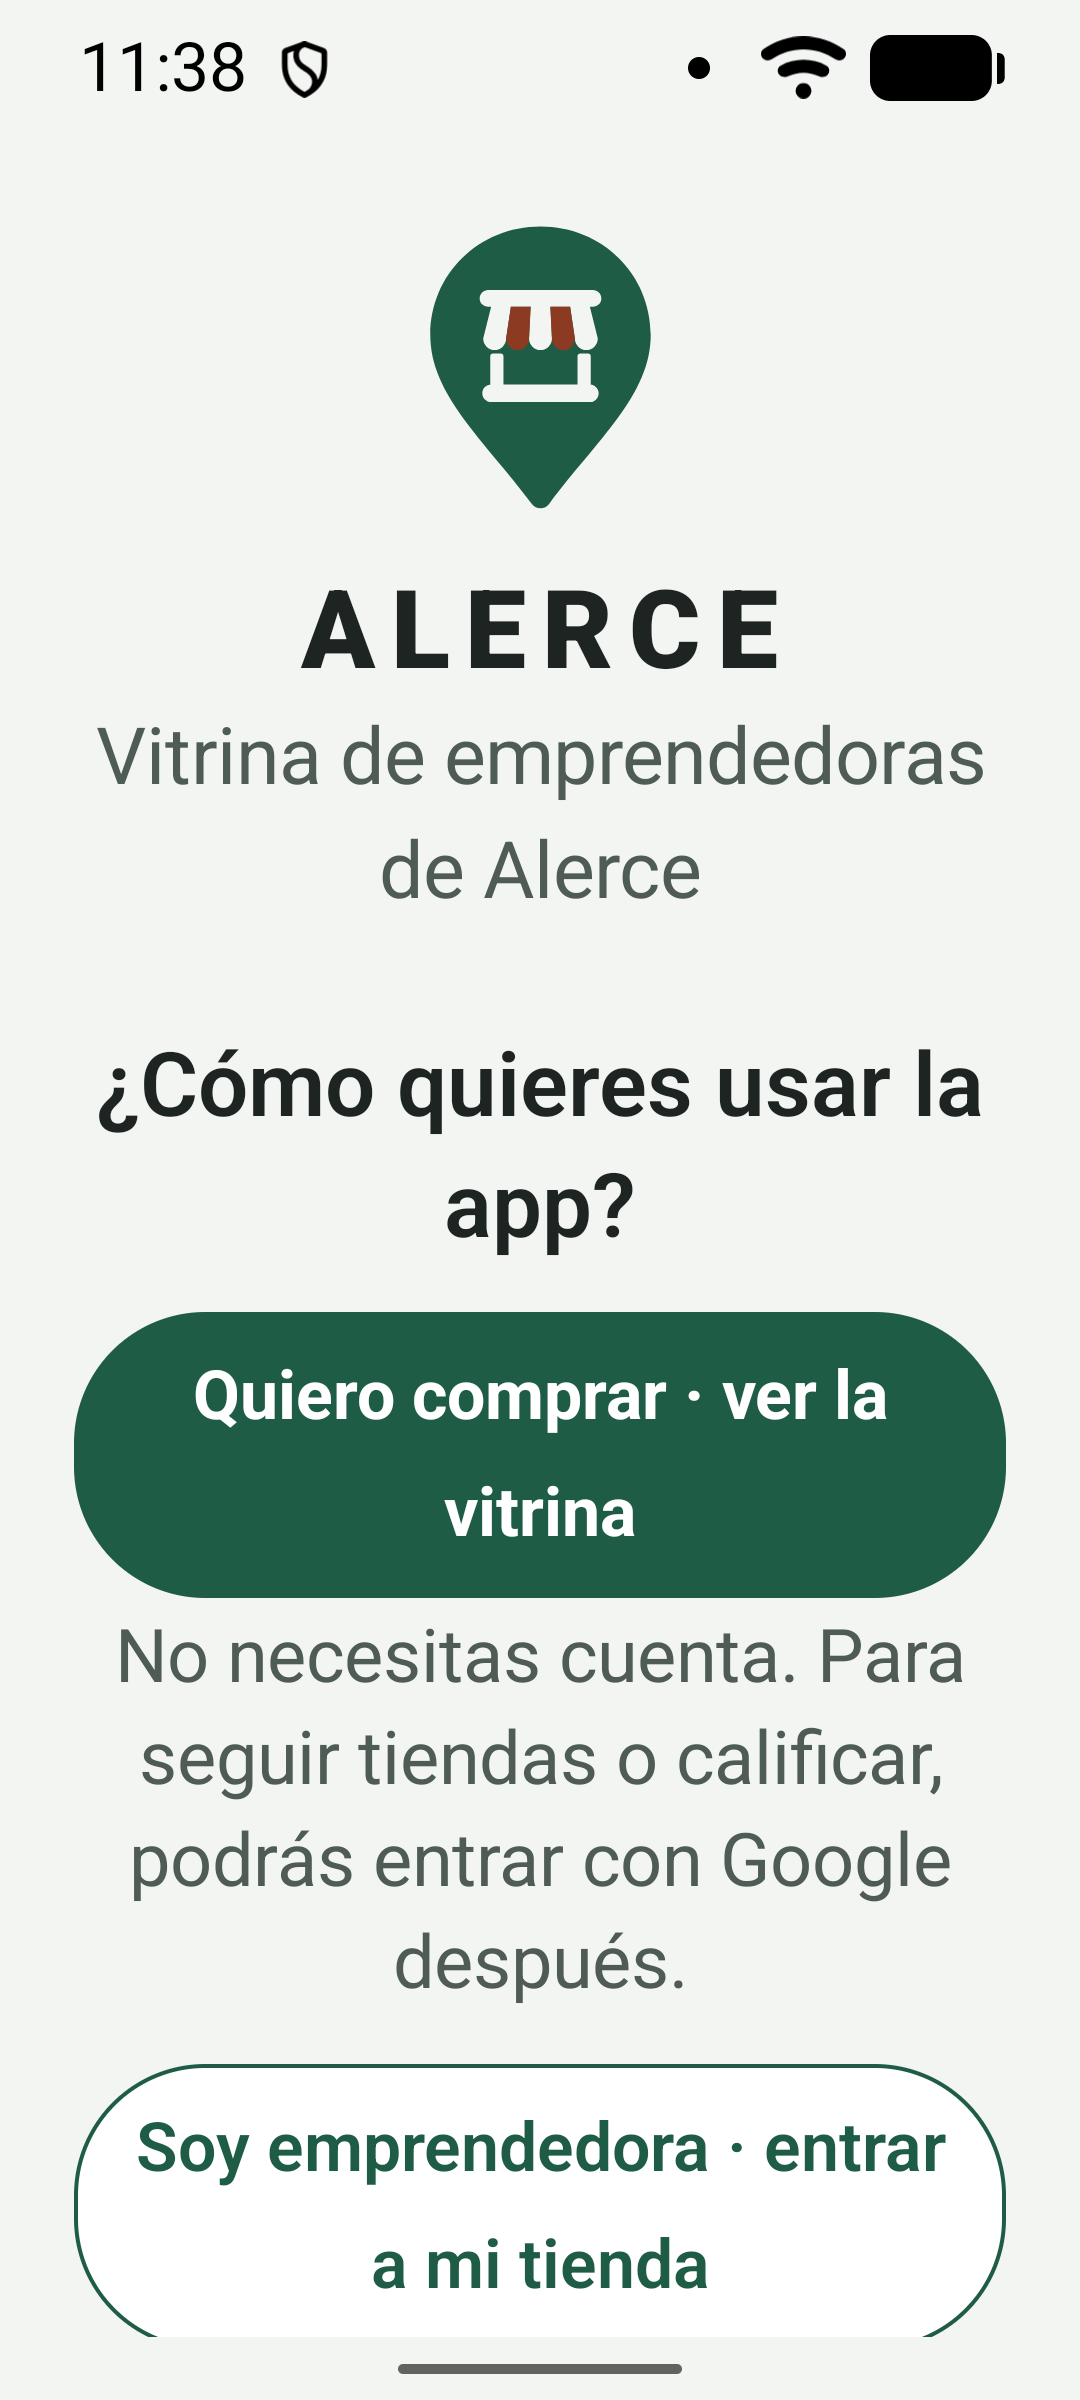 11:38
ALERCE
Vitrina de emprendedoras
de Alerce
¿Cómo quieres usar la
app?
Quiero comprar · ver la
vitrina
No necesitas cuenta. Para
seguir tiendas o calificar,
podrás entrar con Google
después.
Soy emprendedora · entrar
a mi tienda